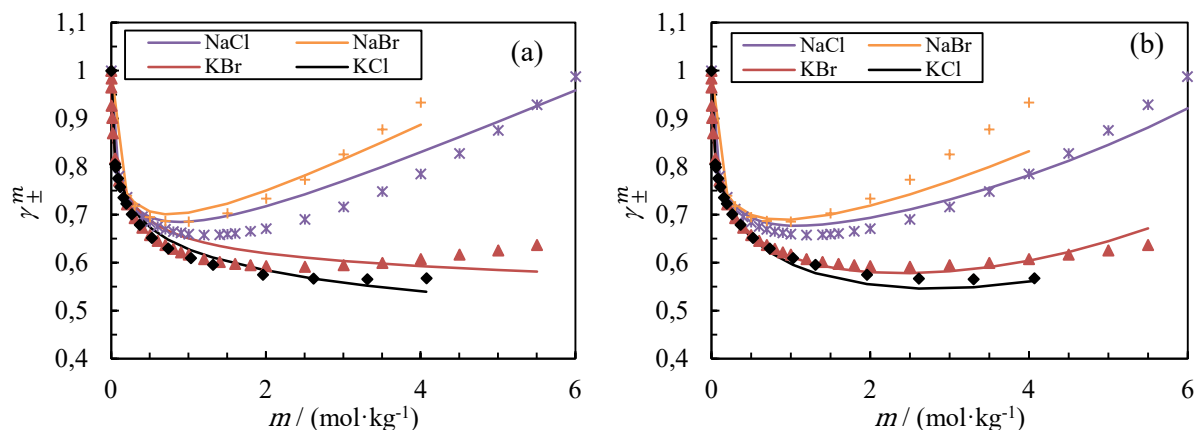 1,1
1
0,9
0,8
0,7
0,6
0,5
0,4
0
2
4
6
γ±m
m / (mol·kg-1)
NaCl NaBr
KBr KCl
(a)
1,1
1
0,9
0,8
0,7
0,6
0,5
0,4
0
2
4
6
γ±m
m / (mol·kg-1)
NaCl NaBr
KBr KCl
(b)